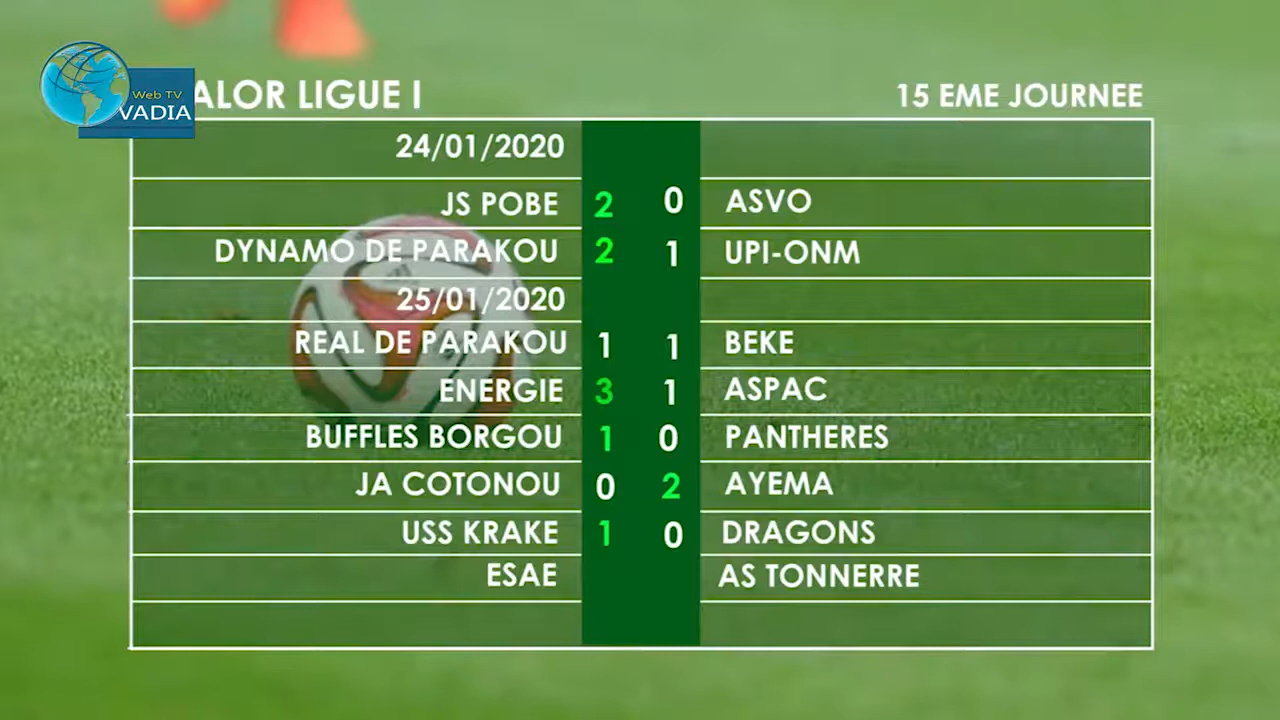 Web TV
VADIA
ALOR LIGUE I 15 EME JOURNEE
24/01/2020
JS POBE 2 0 ASVO
DYNAMO DE PARAKOU 2 1 UPI-ONM
25/01/2020
REAL DE PARAKOU 1 1 BEKE
ENERGIE 3 1 ASPAC
BUFFLES BORGOU 1 0 PANTHERES
JA COTONOU 0 2 AYEMA
USS KRAKE 1 0 DRAGONS
ESAE AS TONNERRE